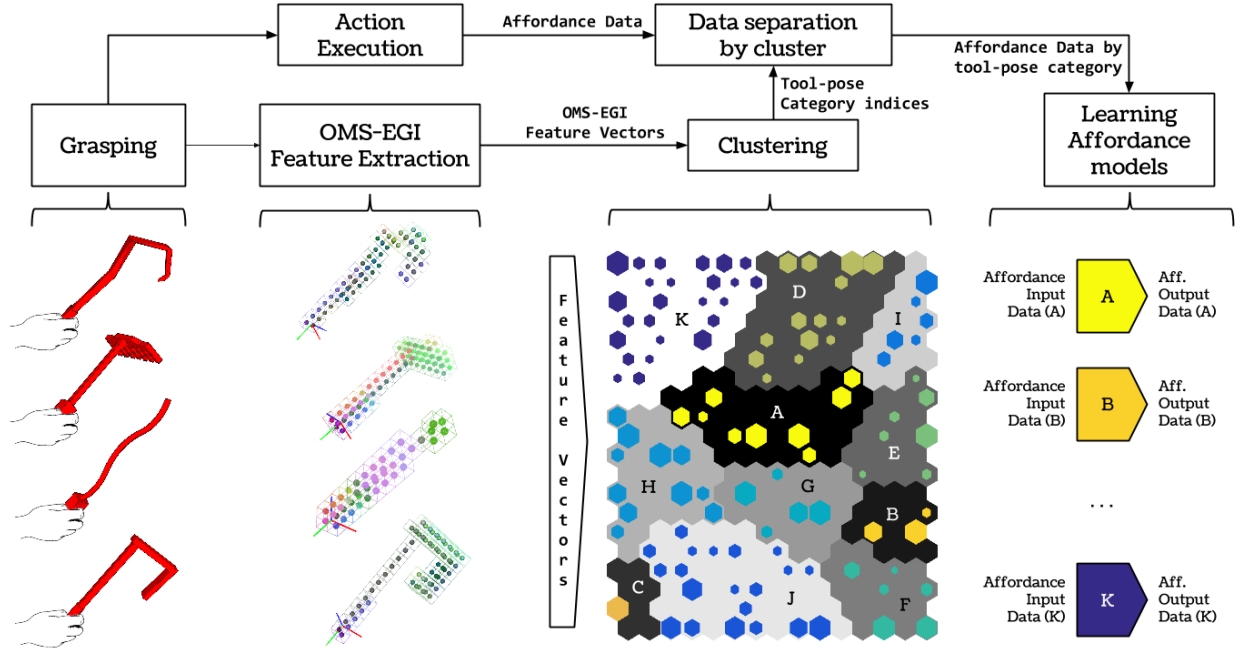 Action
Execution
Affordance Data
Data separation
by cluster
Affordance Data by
tool-pose category
Tool-pose
Category indices
Grasping
OMS-EGI
Feature Extraction
OMS-EGI
Feature Vectors
Clustering
Learning
Affordance
models
Feature Vectors
K
D
I
A
E
H
G
B
C
J
F
Affordance
Input
Data (A)
A
Aff.
Output
Data (A)
Affordance
Input
Data (B)
B
Aff.
Output
Data (B)
...
Affordance
Input
Data (K)
K
Aff.
Output
Data (K)